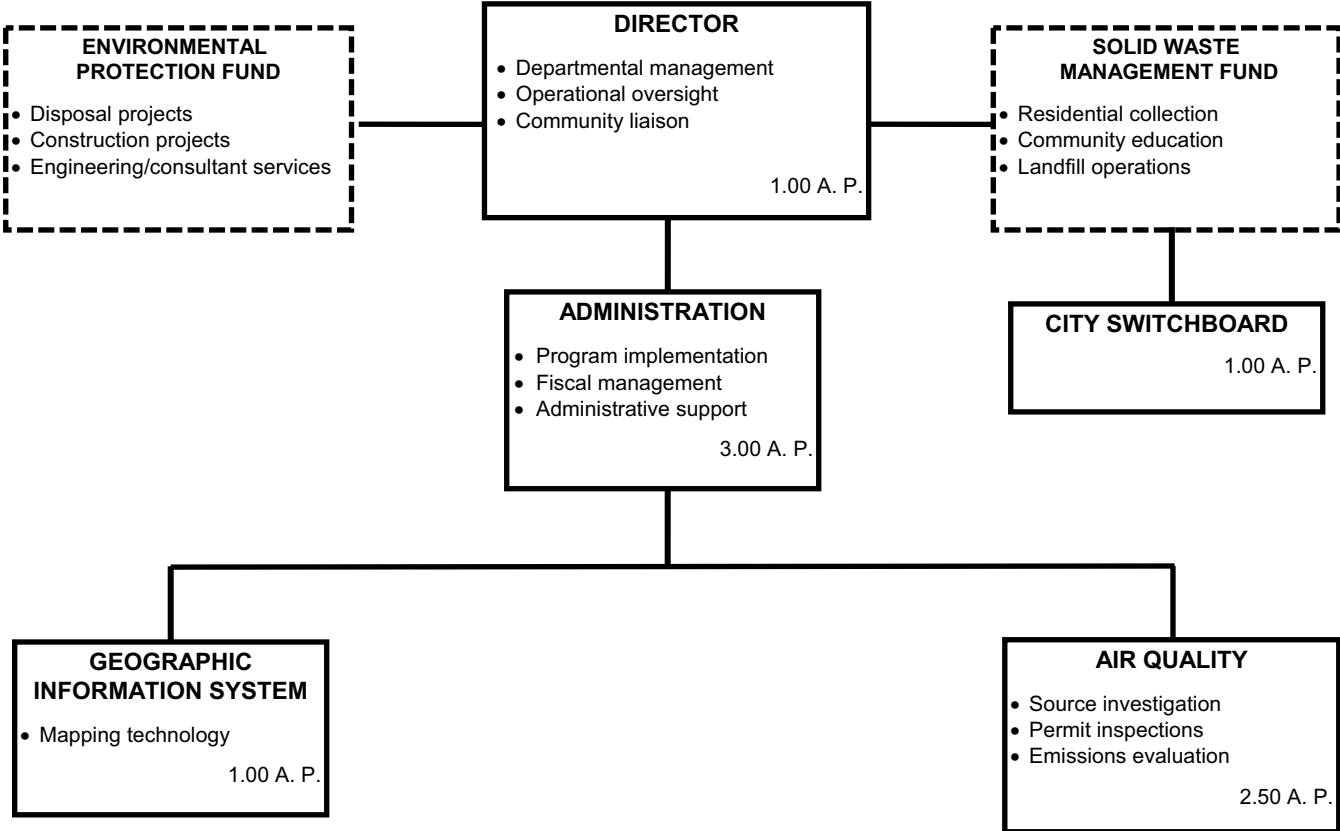 ENVIRONMENTAL
PROTECTION FUND
• Disposal projects
• Construction projects
• Engineering/consultant services
DIRECTOR
• Departmental management
• Operational oversight
• Community liaison
1.00 A. P.
SOLID WASTE
MANAGEMENT FUND
• Residential collection
• Community education
• Landfill operations
ADMINISTRATION
• Program implementation
• Fiscal management
• Administrative support
3.00 A. P.
CITY SWITCHBOARD
1.00 A. P.
GEOGRAPHIC
INFORMATION SYSTEM
• Mapping technology
1.00 A. P.
AIR QUALITY
• Source investigation
• Permit inspections
• Emissions evaluation
2.50 A. P.